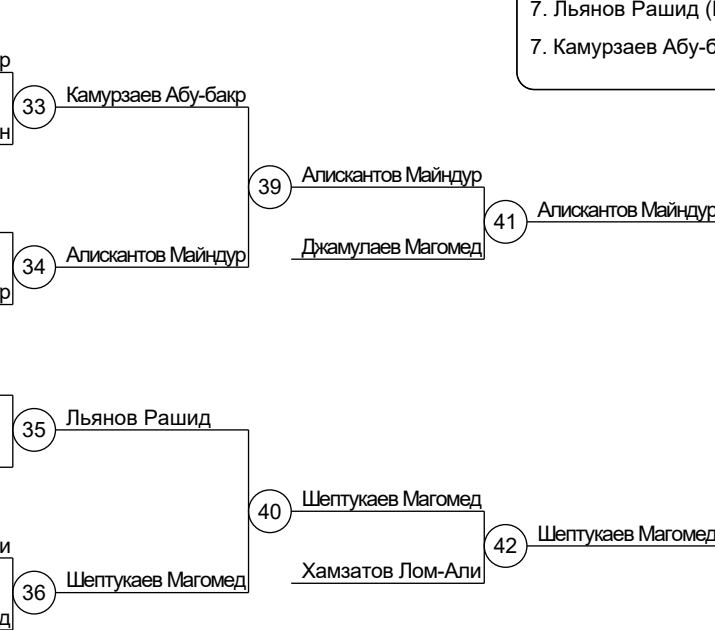 7. Льянов Рашид (
7. Камурзаев Абу-б
33
Камурзаев Абу-бакр
39
Алискантов Майндур
41
Алискантов Майндур
Джамулаев Магомед
34
Алискантов Майндур
35
Льянов Рашид
40
Шептукаев Магомед
42
Шептукаев Магомед
Хамзатов Лом-Али
36
Шептукаев Магомед